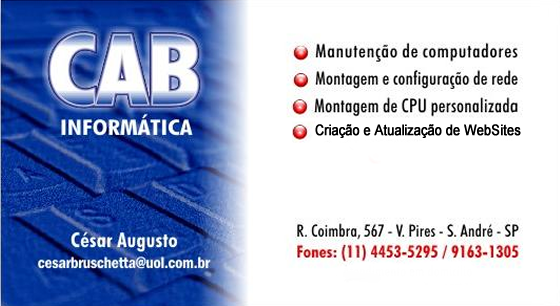 CAB
INFORMÁTICA
César Augusto
cesarbruschetta@uol.com.br
Manutenção de computadores
Montagem e configuração de rede
Montagem de CPU personalizada
Criação e Atualização de WebSites
R. Coimbra, 567 - V. Pires - S. André - SP
Fones: (11) 4453-5295 / 9163-1305